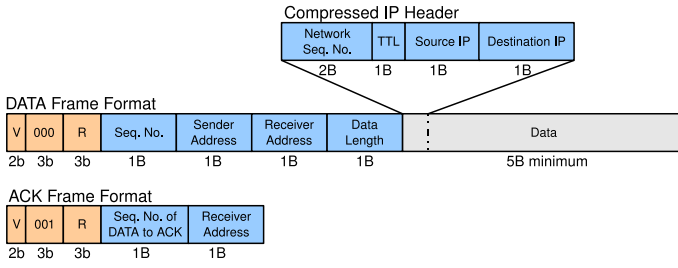 Compressed IP Header
Network Seq. No. TTL Source IP Destination IP
2B 1B 1B 1B
DATA Frame Format
V 000 R Seq. No. Sender Address Receiver Address Data Length Data
2b 3b 3b 1B 1B 1B 1B 5B minimum
ACK Frame Format
V 001 R Seq. No. of DATA to ACK Receiver Address
2b 3b 3b 1B 1B